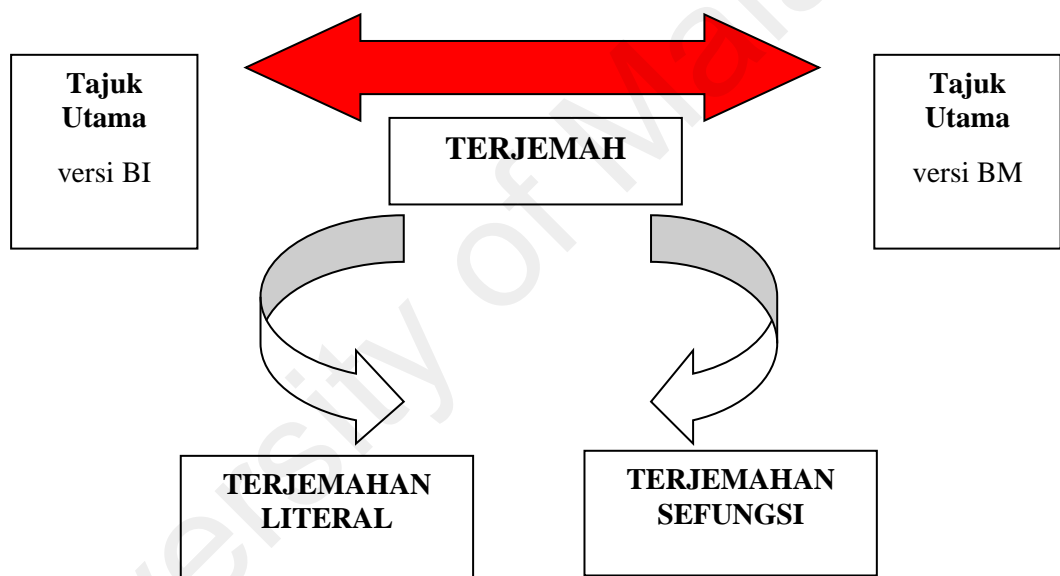 Tajuk
Utama
versi BI
TERJEMAH
Tajuk
Utama
versi BM
TERJEMAHAN
LITERAL
TERJEMAHAN
SEFUNGSI